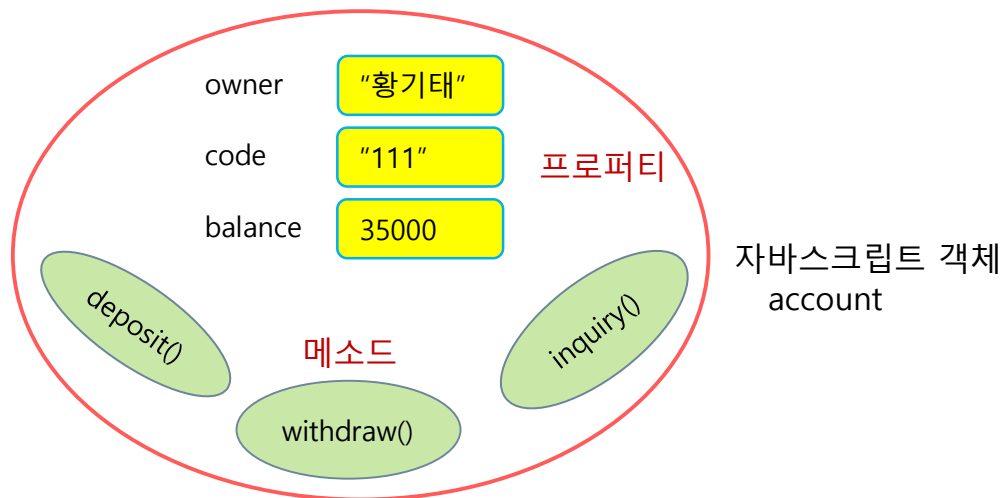 owner "황기태"
code "111"
프로퍼티
balance 35000
자바스크립트 객체
account
deposit()
inquiry()
메소드
withdraw()